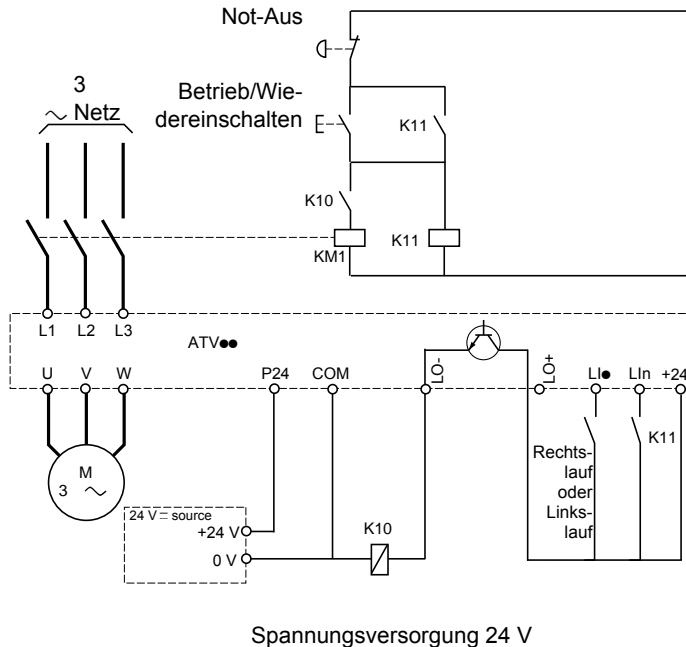 Not-Aus
3
~ Netz
Betrieb/Wie-
dereinschalten
K11
K10
KM1
K11
L1 L2 L3
ATV●●
U V W
P24 COM LO- LO+ LI● LIn +24
K11
Rechts-
lauf
oder
Links-
lauf
M
3 ~
24 V = source
+24 V
0 V
K10
Spannungsversorgung 24 V